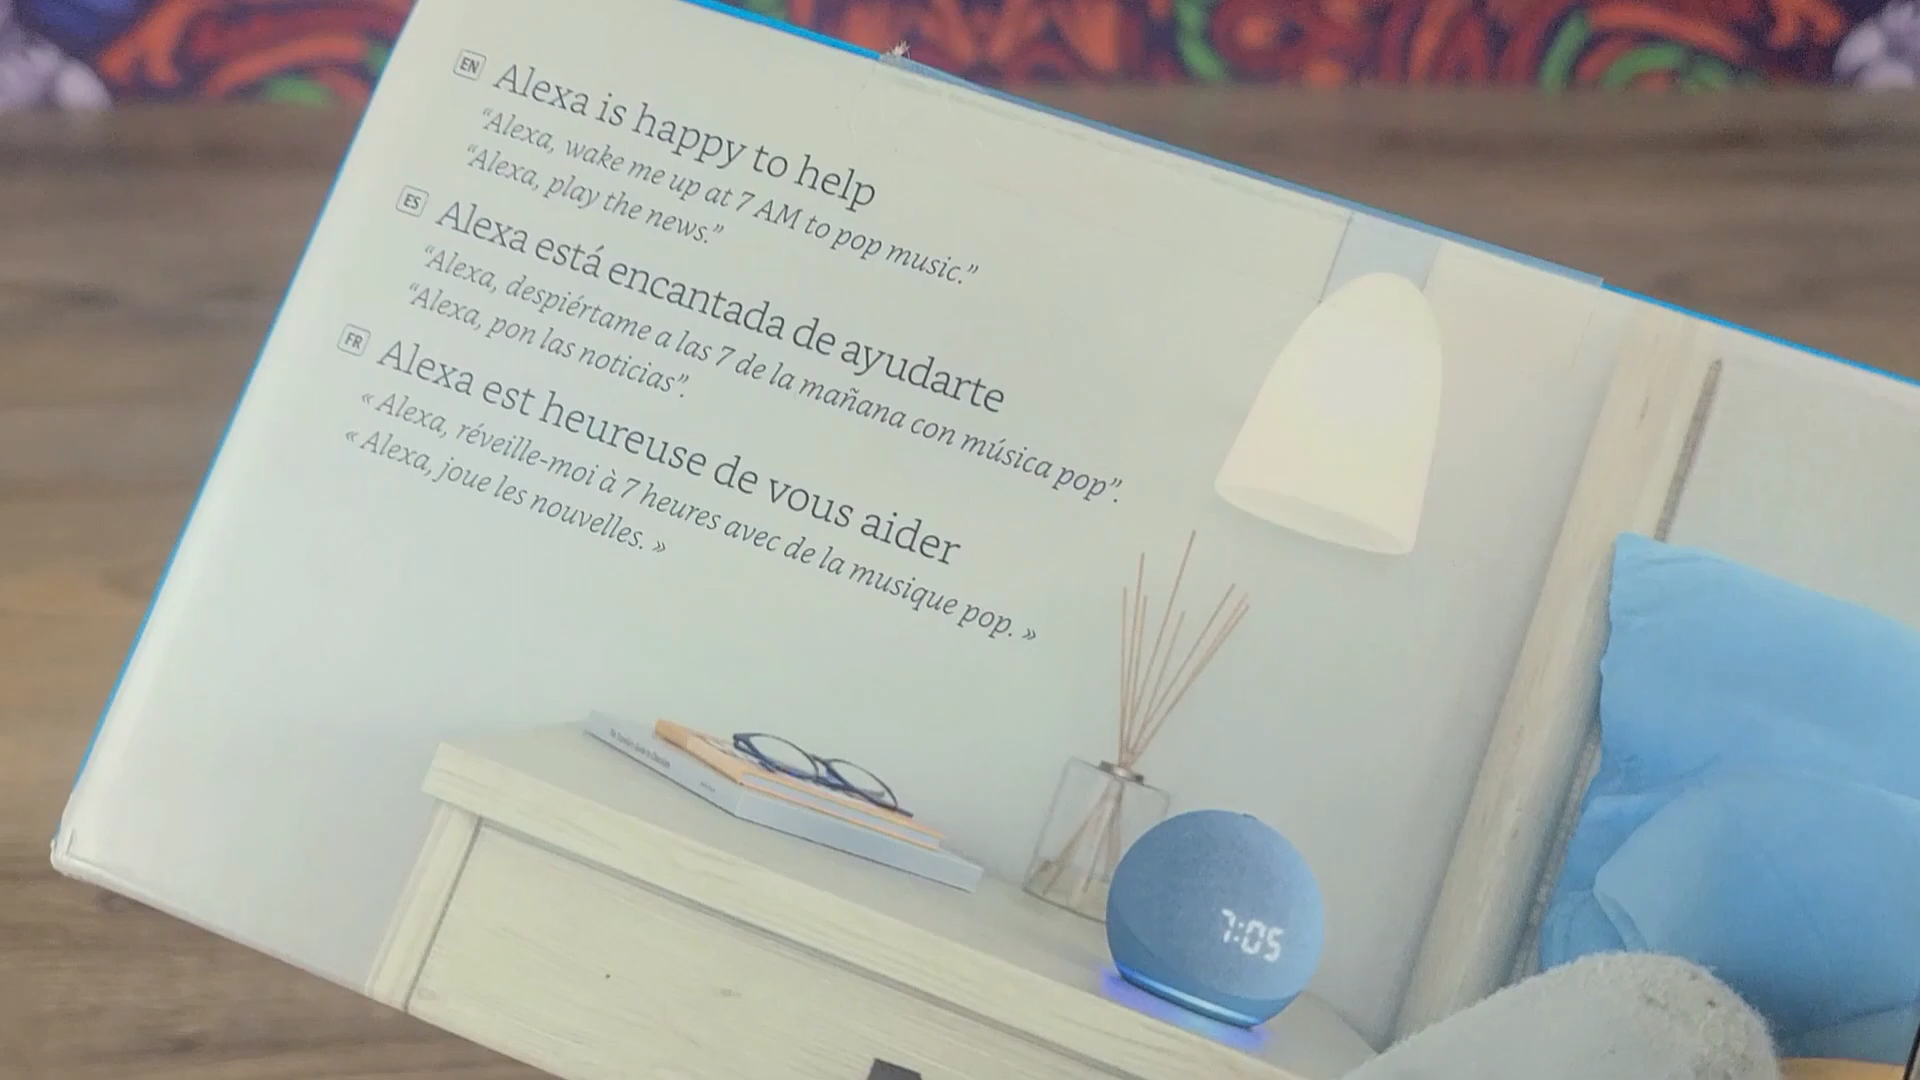 EN Alexa is happy to help
“Alexa, wake me up at 7 AM to pop music.”
“Alexa, play the news.”
ES Alexa está encantada de ayudarte
“Alexa, despiértame a las 7 de la mañana con música pop”.
“Alexa, pon las noticias”.
FR Alexa est heureuse de vous aider
« Alexa, réveille-moi à 7 heures avec de la musique pop. »
« Alexa, joue les nouvelles. »
7:05